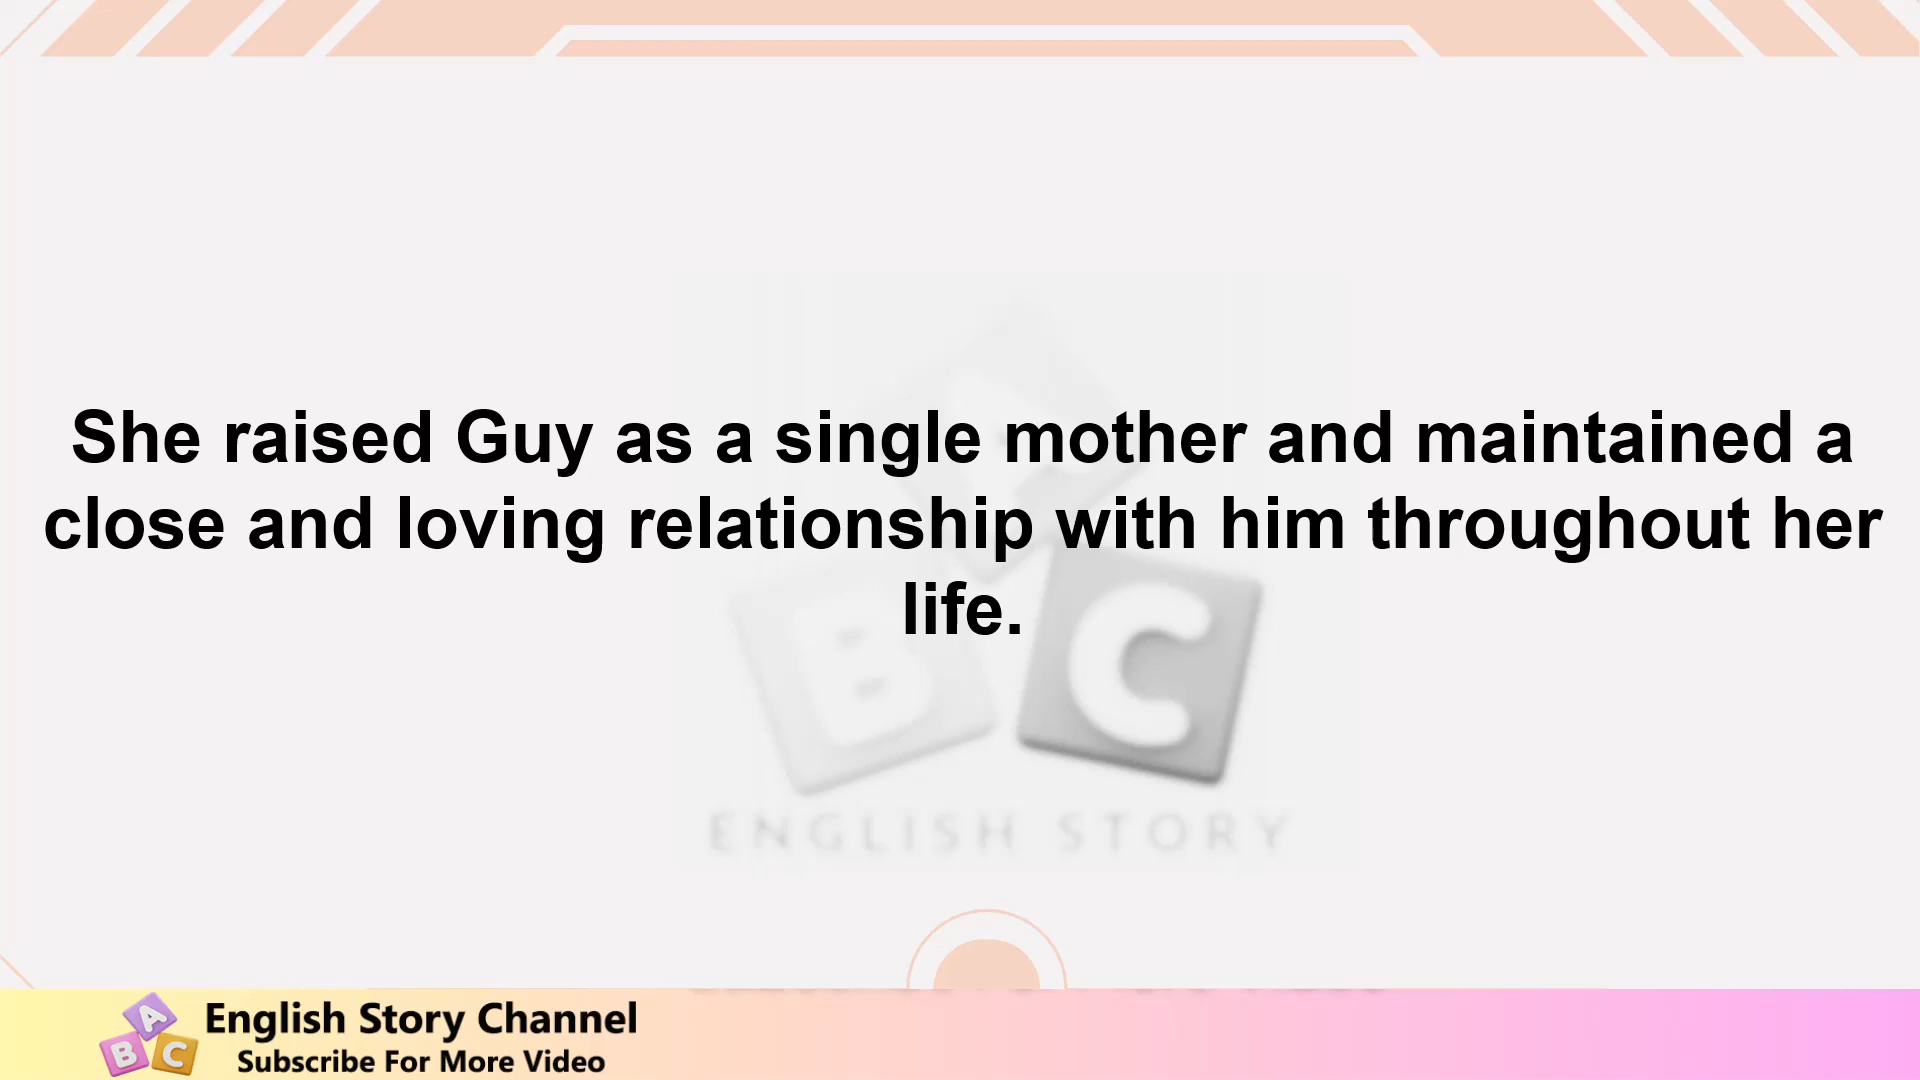 She raised Guy as a single mother and maintained a
close and loving relationship with him throughout her
life.
A
B C
ENGLISH STORY
A
B C
English Story Channel
Subscribe For More Video